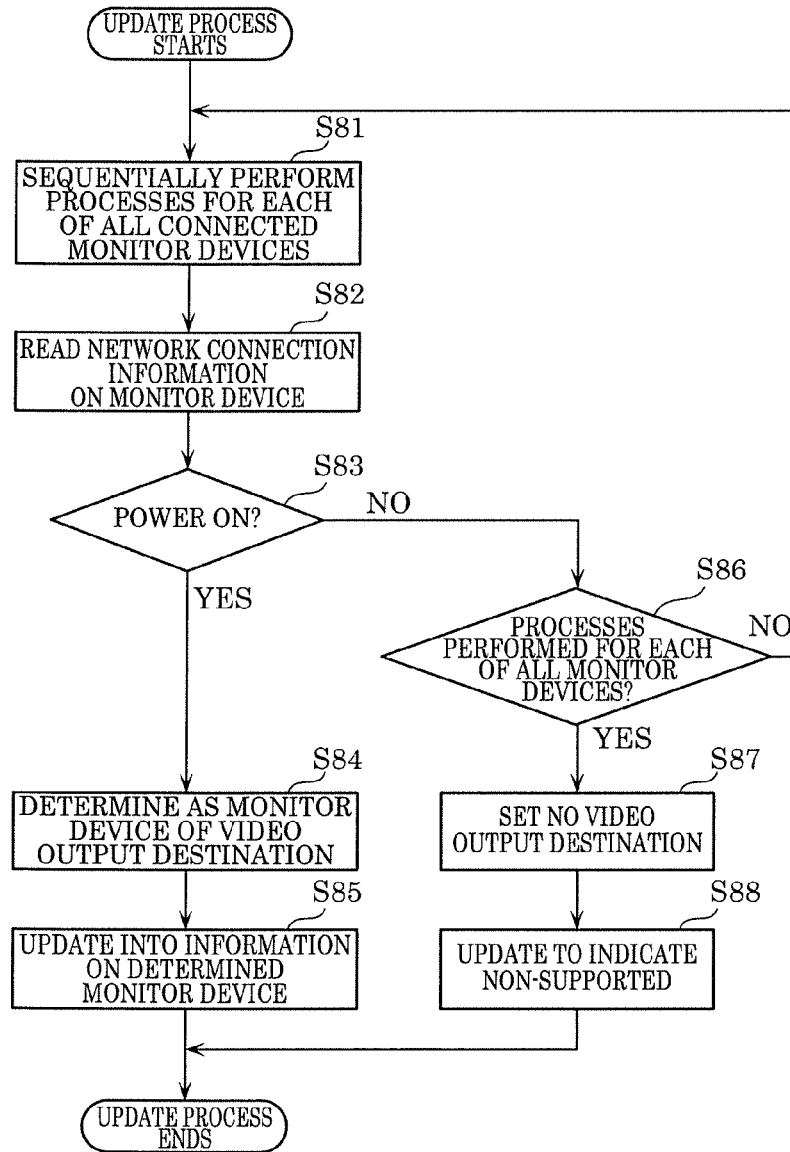 UPDATE PROCESS
STARTS
S81
SEQUENTIALLY PERFORM
PROCESSES FOR EACH
OF ALL CONNECTED
MONITOR DEVICES
S82
READ NETWORK CONNECTION
INFORMATION
ON MONITOR DEVICE
S83
POWER ON?
NO
YES
S86
PROCESSES
PERFORMED FOR EACH
OF ALL MONITOR
DEVICES?
NO
YES
S84
DETERMINE AS MONITOR
DEVICE OF VIDEO
OUTPUT DESTINATION
S87
SET NO VIDEO
OUTPUT DESTINATION
S85
UPDATE INTO INFORMATION
ON DETERMINED
MONITOR DEVICE
S88
UPDATE TO INDICATE
NON-SUPPORTED
UPDATE PROCESS
ENDS